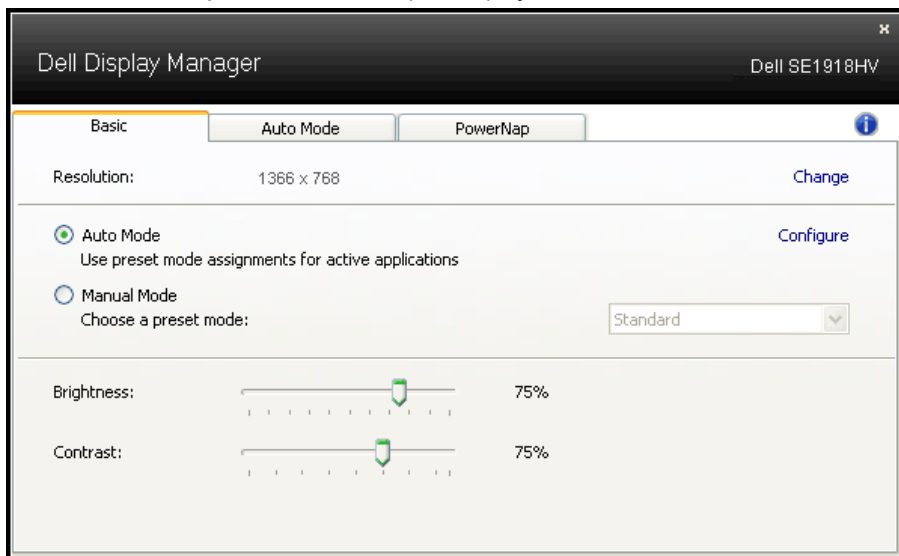 Dell Display Manager
Dell SE1918HV
Basic
Auto Mode
PowerNap
Resolution:
1366 x 768
Change
Auto Mode
Configure
Use preset mode assignments for active applications
Manual Mode
Choose a preset mode:
Standard
Brightness:
75%
Contrast:
75%